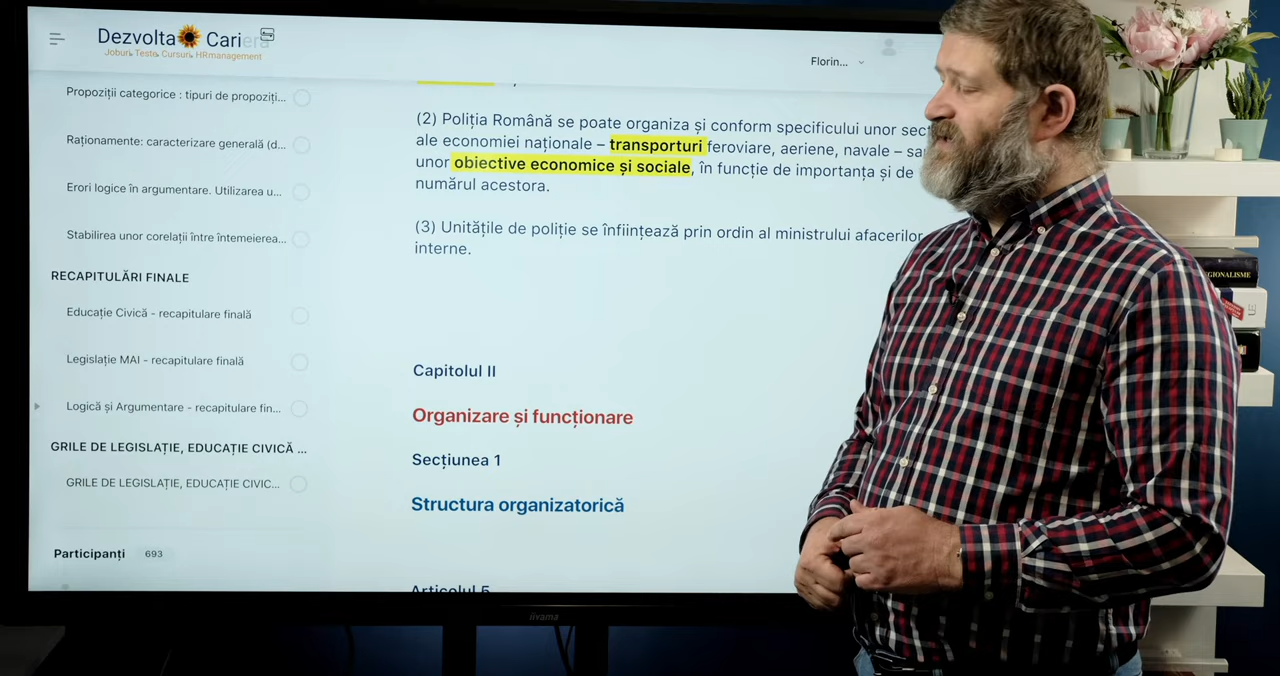 Dezvolta Cariera
Joburi, Teste, Cursuri, HRmanagement
Florin...
Propoziții categorice : tipuri de propoziți...
Raționamente: caracterizare generală (d...
Erori logice în argumentare. Utilizarea u...
Stabilirea unor corelații între întemeierea...
RECAPITULĂRI FINALE
Educație Civică - recapitulare finală
Legislație MAI - recapitulare finală
Logică și Argumentare - recapitulare fin...
GRILE DE LEGISLAȚIE, EDUCAȚIE CIVICĂ ...
GRILE DE LEGISLAȚIE, EDUCAȚIE CIVIC...
Participanți 693
(2) Poliția Română se poate organiza și conform specificului unor sect
ale economiei naționale – transporturi feroviare, aeriene, navale – sa
unor obiective economice și sociale, în funcție de importanța și de
numărul acestora.
(3) Unitățile de poliție se înființează prin ordin al ministrului afacerilor
interne.
Capitolul II
Organizare și funcționare
Secțiunea 1
Structura organizatorică
Articolul 5
iiyama
GIONALISME